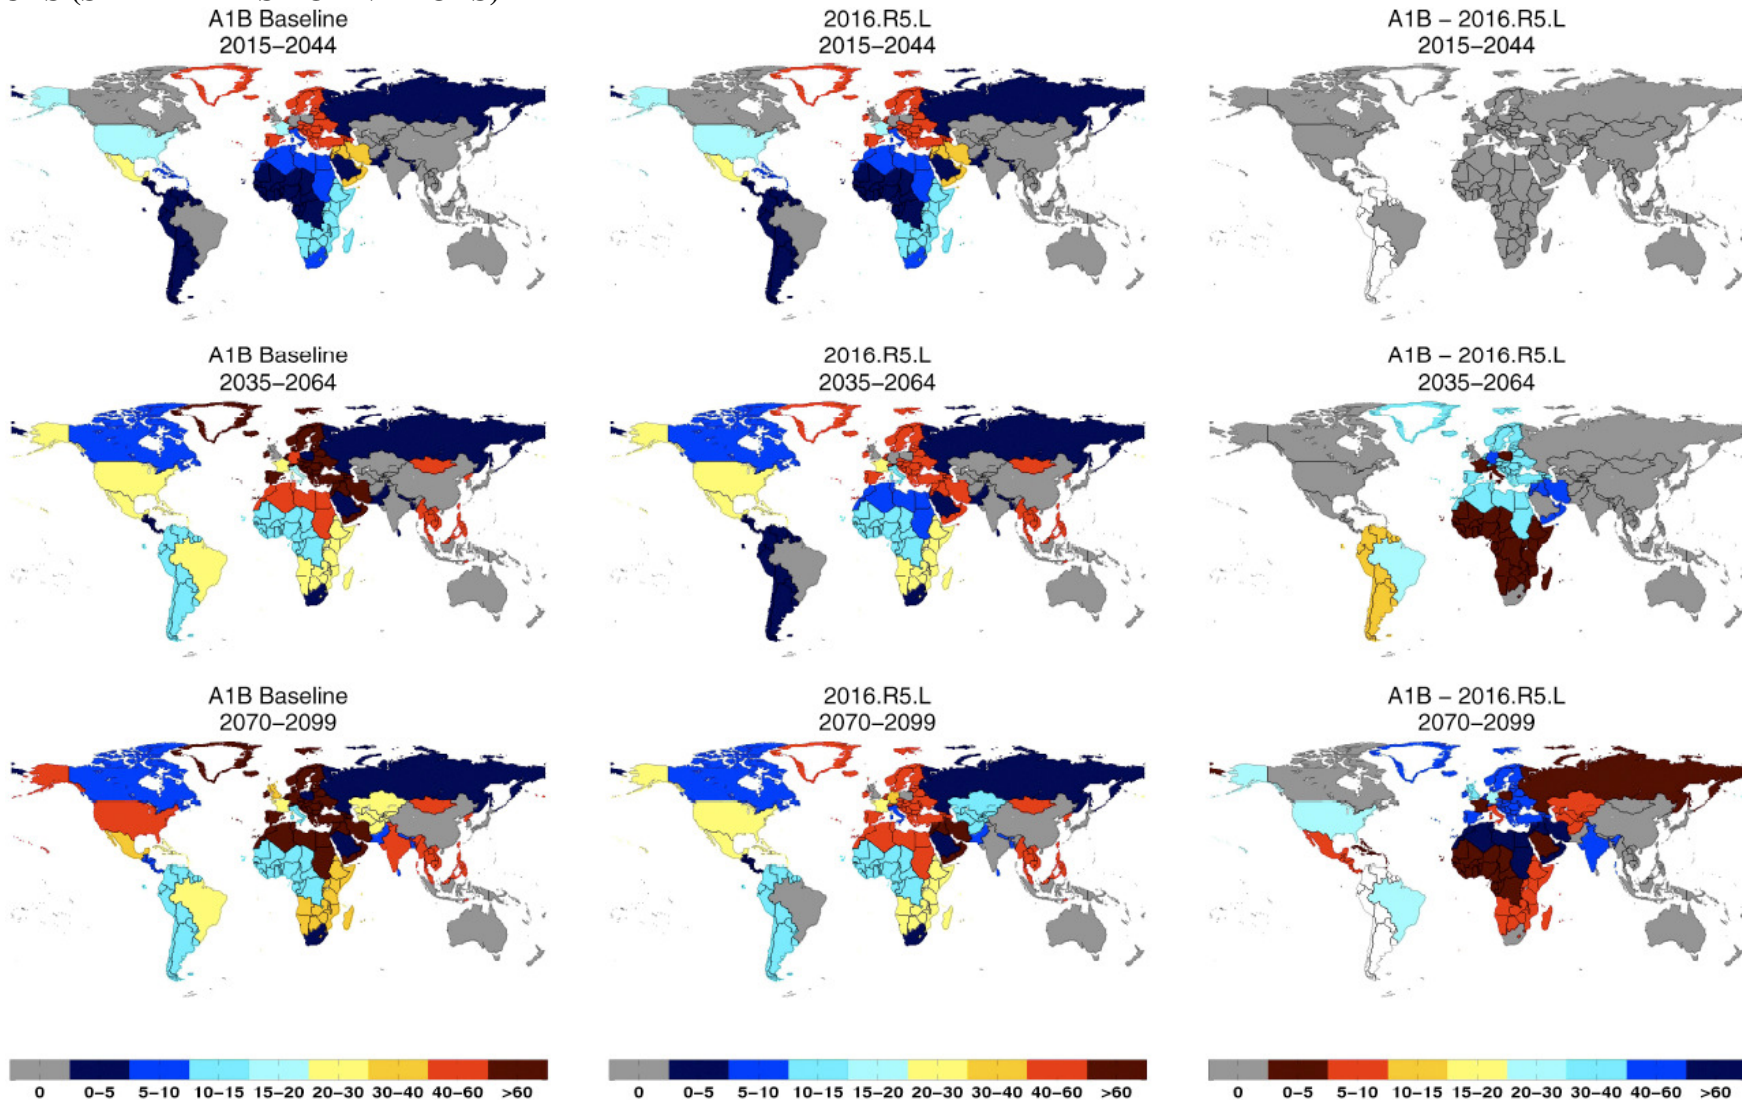 A1B Baseline 2016.R5.L A1B – 2016.R5.L
2015–2044 2015–2044 2015–2044
A1B Baseline 2016.R5.L A1B – 2016.R5.L
2035–2064 2035–2064 2035–2064
A1B Baseline 2016.R5.L A1B – 2016.R5.L
2070–2099 2070–2099 2070–2099
0 0–5 5–10 10–15 15–20 20–30 30–40 40–60 >60 0 0–5 5–10 10–15 15–20 20–30 30–40 40–60 >60 0 0–5 5–10 10–15 15–20 20–30 30–40 40–60 >60